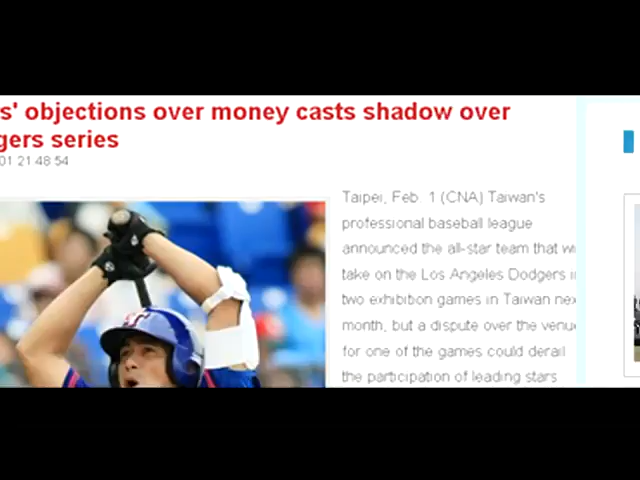 s' objections over money casts shadow over
gers series
01 21 48 54
Taipei, Feb. 1 (CNA) Taiwan's
professional baseball league
announced the all-star team that wi
take on the Los Angeles Dodgers i
two exhibition games in Taiwan nex
month, but a dispute over the venu
for one of the games could derail
the participation of leading stars